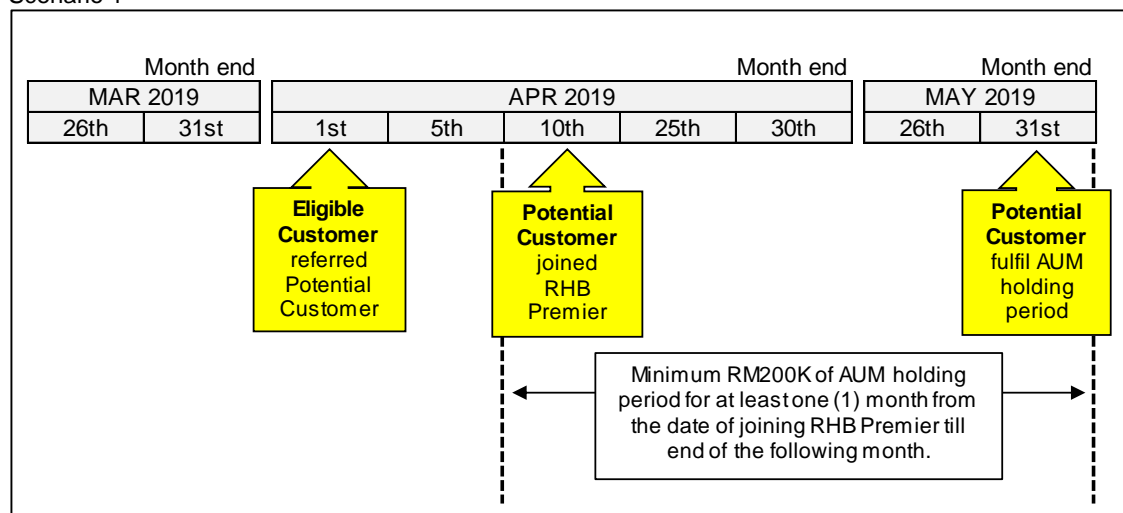 Month end Month end Month end
MAR 2019 APR 2019 MAY 2019
26th 31st 1st 5th 10th 25th 30th 26th 31st
Eligible
Customer
referred
Potential
Customer
Potential
Customer
joined
RHB
Premier
Potential
Customer
fulfil AUM
holding
period
Minimum RM200K of AUM holding
period for at least one (1) month from
the date of joining RHB Premier till
end of the following month.